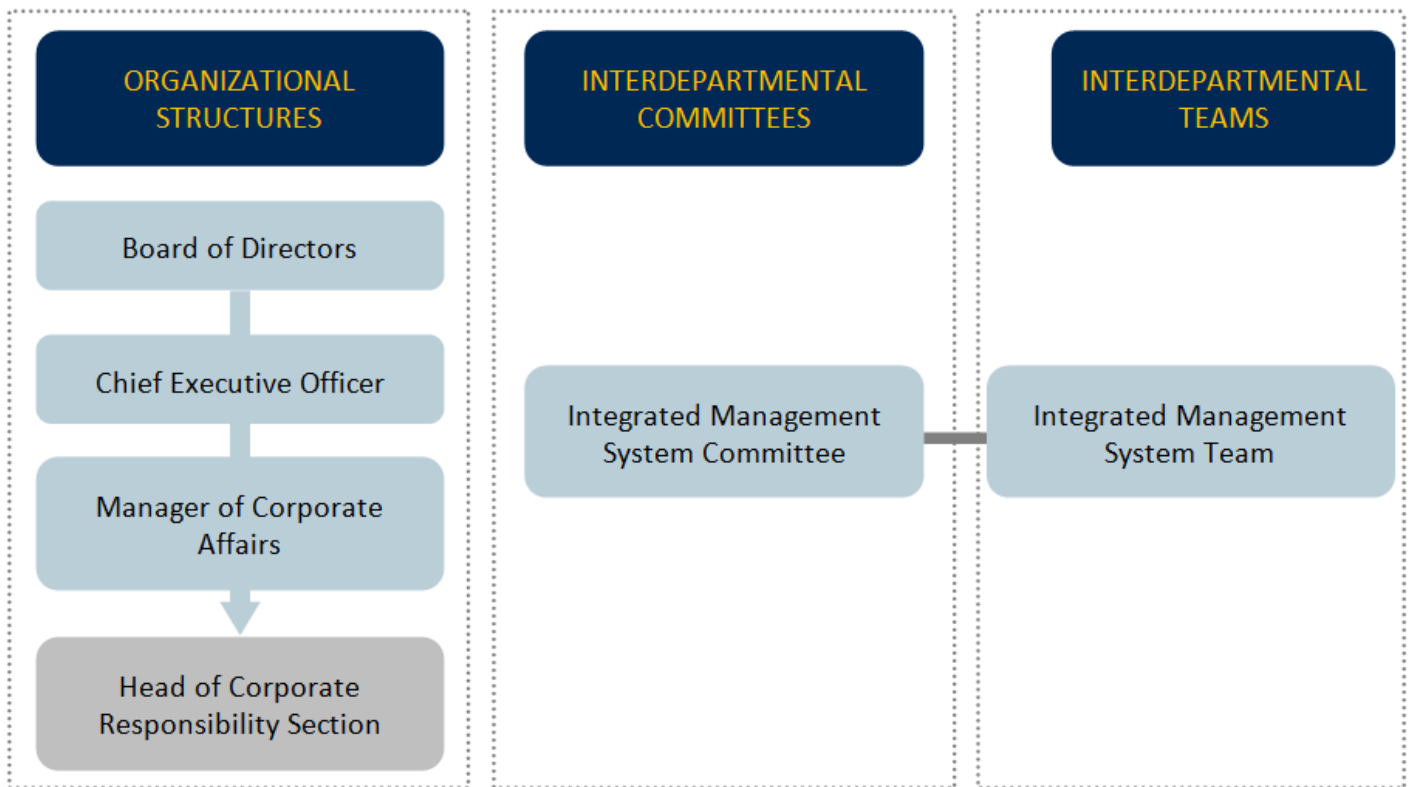 ORGANIZATIONAL
STRUCTURES
Board of Directors
Chief Executive Officer
Manager of Corporate
Affairs
Head of Corporate
Responsibility Section
INTERDEPARTMENTAL
COMMITTEES
Integrated Management
System Committee
INTERDEPARTMENTAL
TEAMS
Integrated Management
System Team